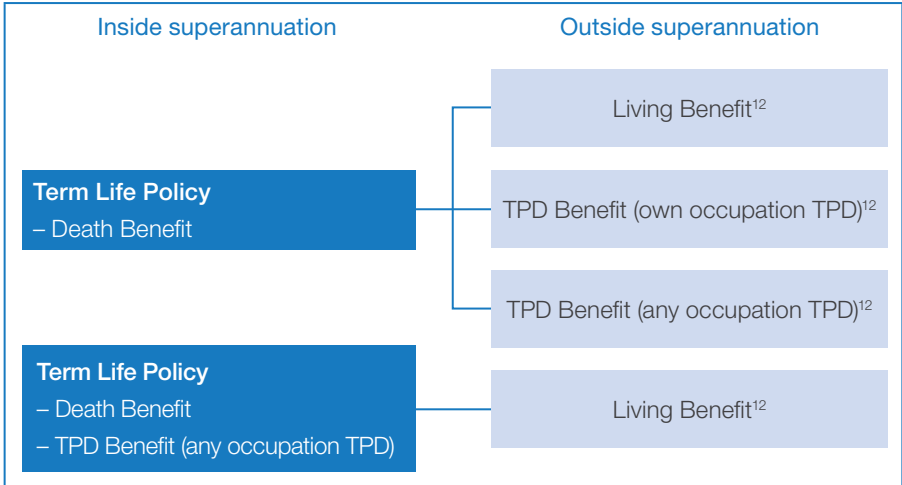 Inside superannuation
Outside superannuation
Term Life Policy
– Death Benefit
Living Benefit¹²
TPD Benefit (own occupation TPD)¹²
TPD Benefit (any occupation TPD)¹²
Term Life Policy
– Death Benefit
– TPD Benefit (any occupation TPD)
Living Benefit¹²